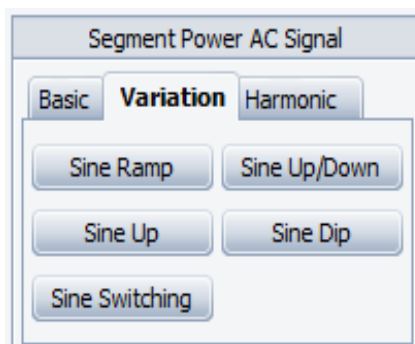 Segment Power AC Signal
Basic Variation Harmonic
Sine Ramp Sine Up/Down
Sine Up Sine Dip
Sine Switching